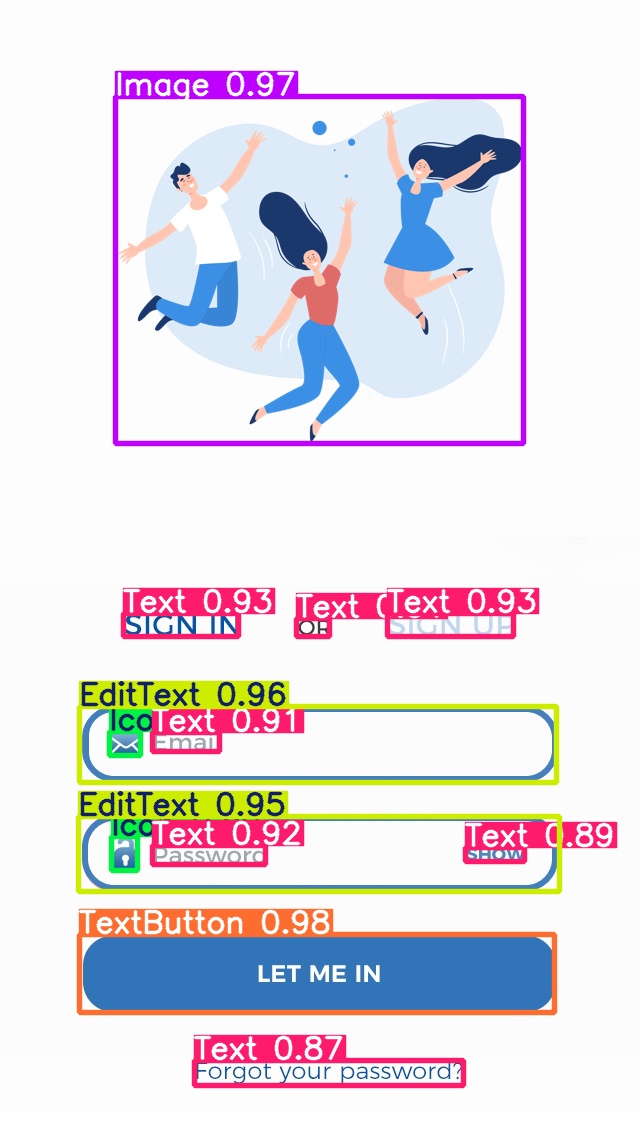 Image 0.97
Text 0.93 Text 0. Text 0.93
SIGN IN OR SIGN UP
EditText 0.96
Ico Text 0.91
Email
EditText 0.95
Ico Text 0.92 Text 0.89
Password SHOW
TextButton 0.98
LET ME IN
Text 0.87
Forgot your password?